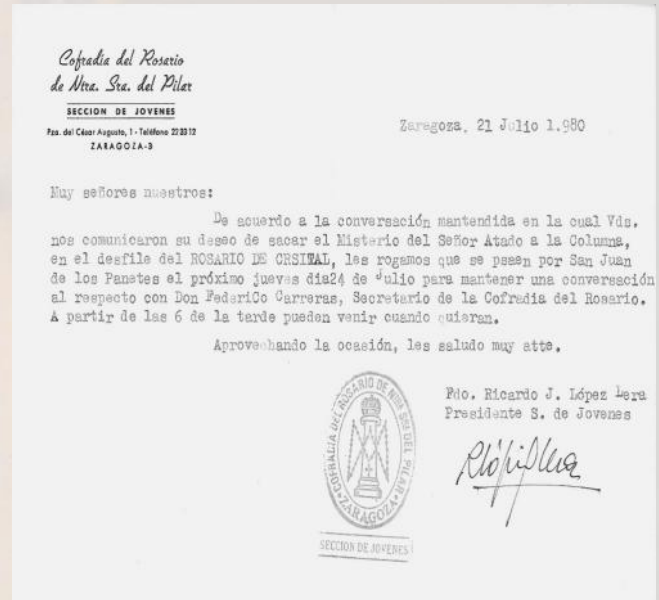 Cofradía del Rosario
de Ntra. Sra. del Pilar
SECCION DE JOVENES
Pza. del César Augusto, 1 - Teléfono 223312
ZARAGOZA-3
Zaragoza, 21 Julio 1.980
Muy señores nuestros:
De acuerdo a la conversación mantendida en la cual Vds.
nos comunicaron su deseo de sacar el Misterio del Señor Atado a la Columna,
en el desfile del ROSARIO DE CRSITAL, les rogamos que se psaen por San Juan
de los Panetes el próximo jueves dia24 de Julio para mantener una conversación
al respecto con Don FederiCo Carreras, Secretario de la Cofradia del Rosario.
A partir de las 6 de la tarde pueden venir cuando quieran.
Aprovechando la ocasión, les saludo muy atte.
Fdo. Ricardo J. López Lera
Presidente S. de Jovenes
COFRADIA DEL ROSARIO DE NTRA SRA DEL PILAR
ZARAGOZA
SECCION DE JOVENES